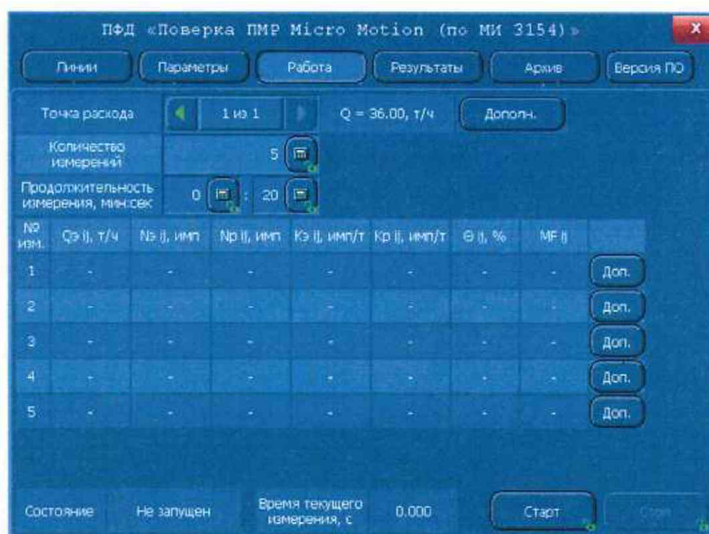 ПФД «Поверка ПМР Micro Motion (по МИ 3154)»
X
Линии Параметры Работа Результаты Архив Версия ПО
Точка расхода 1 из 1 Q = 36.00, т/ч Дополн.
Количество
измерений
5
Продолжительность
измерения, мин:сек
0 : 20
№
изм.
Qэ ij, т/ч Nэ ij, имп Nр ij, имп Kэ ij, имп/т Kр ij, имп/т Θ ij, % MF ij
1 - - - - - - - Доп.
2 - - - - - - - Доп.
3 - - - - - - - Доп.
4 - - - - - - - Доп.
5 - - - - - - - Доп.
Состояние Не запущен
Время текущего
измерения, с
0.000 Старт Стоп